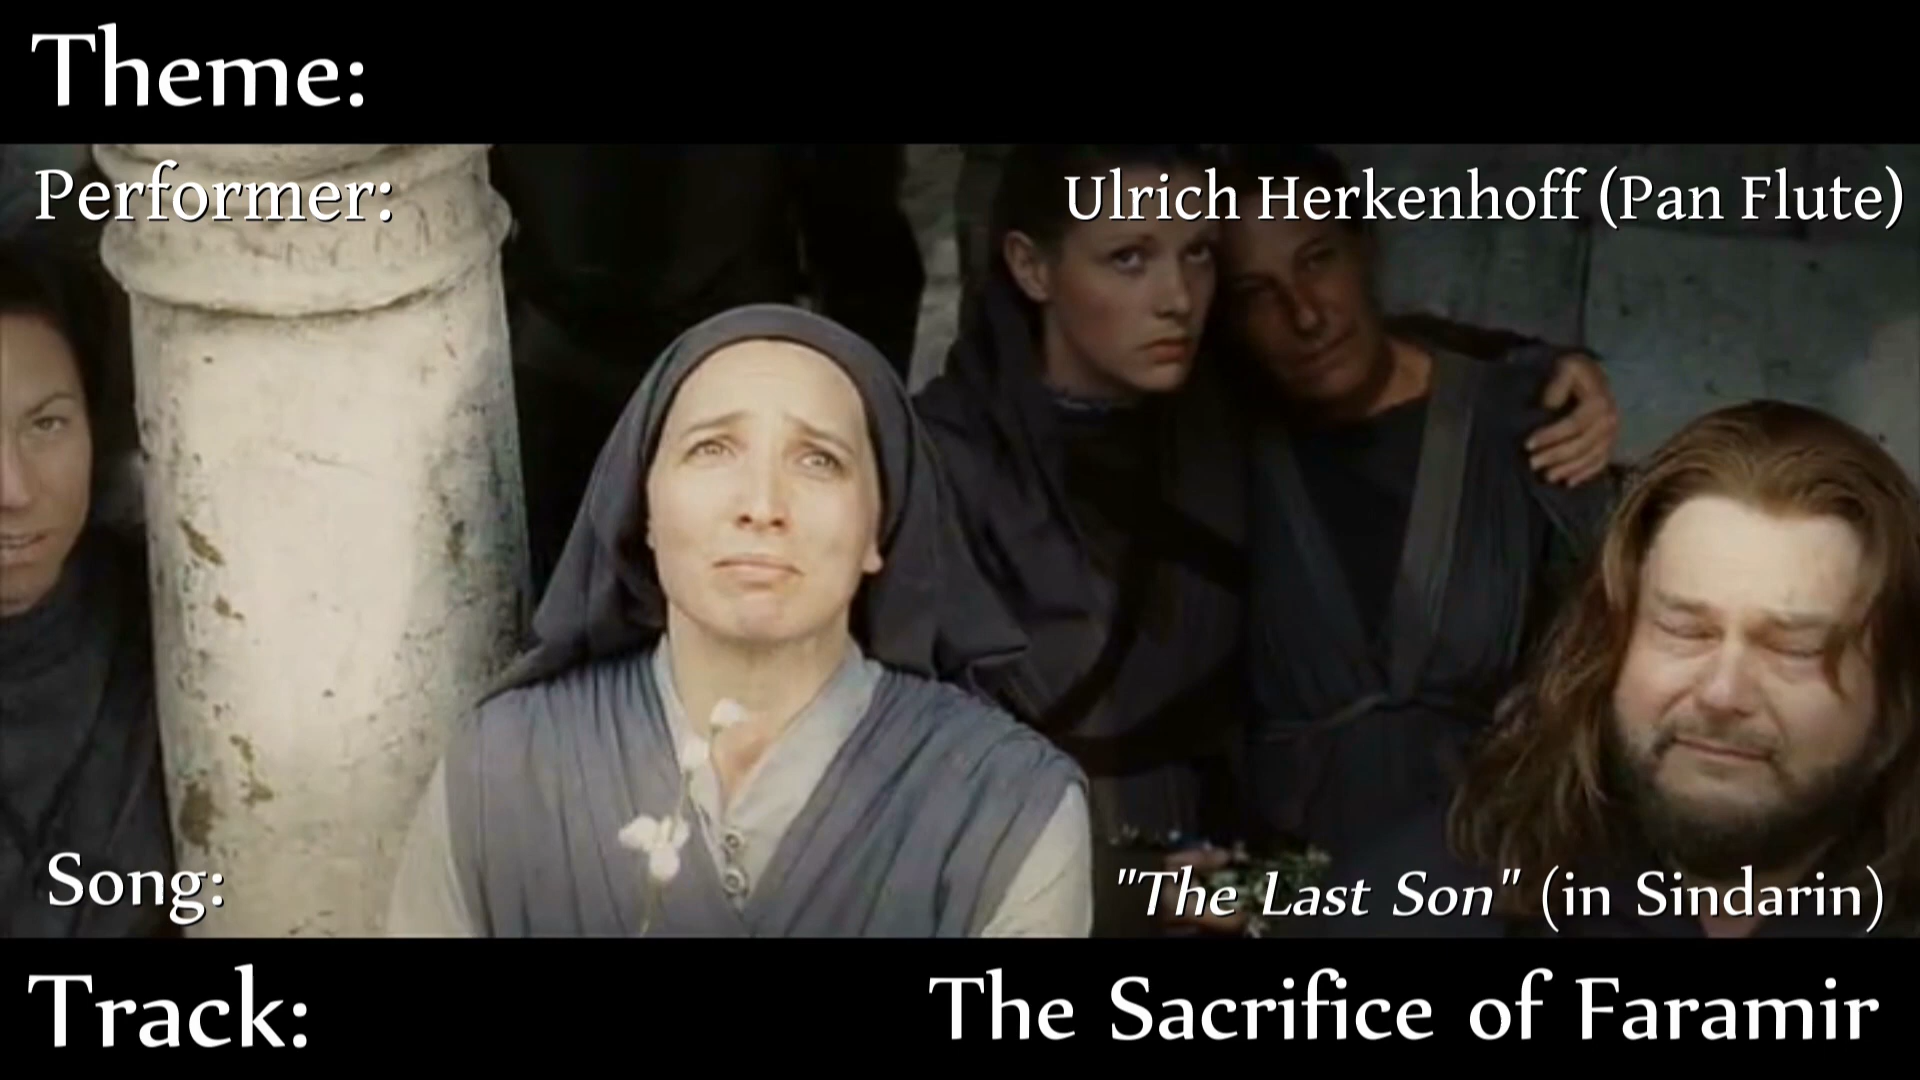 Theme:
Performer: Ulrich Herkenhoff (Pan Flute)
Song: "The Last Son" (in Sindarin)
Track: The Sacrifice of Faramir